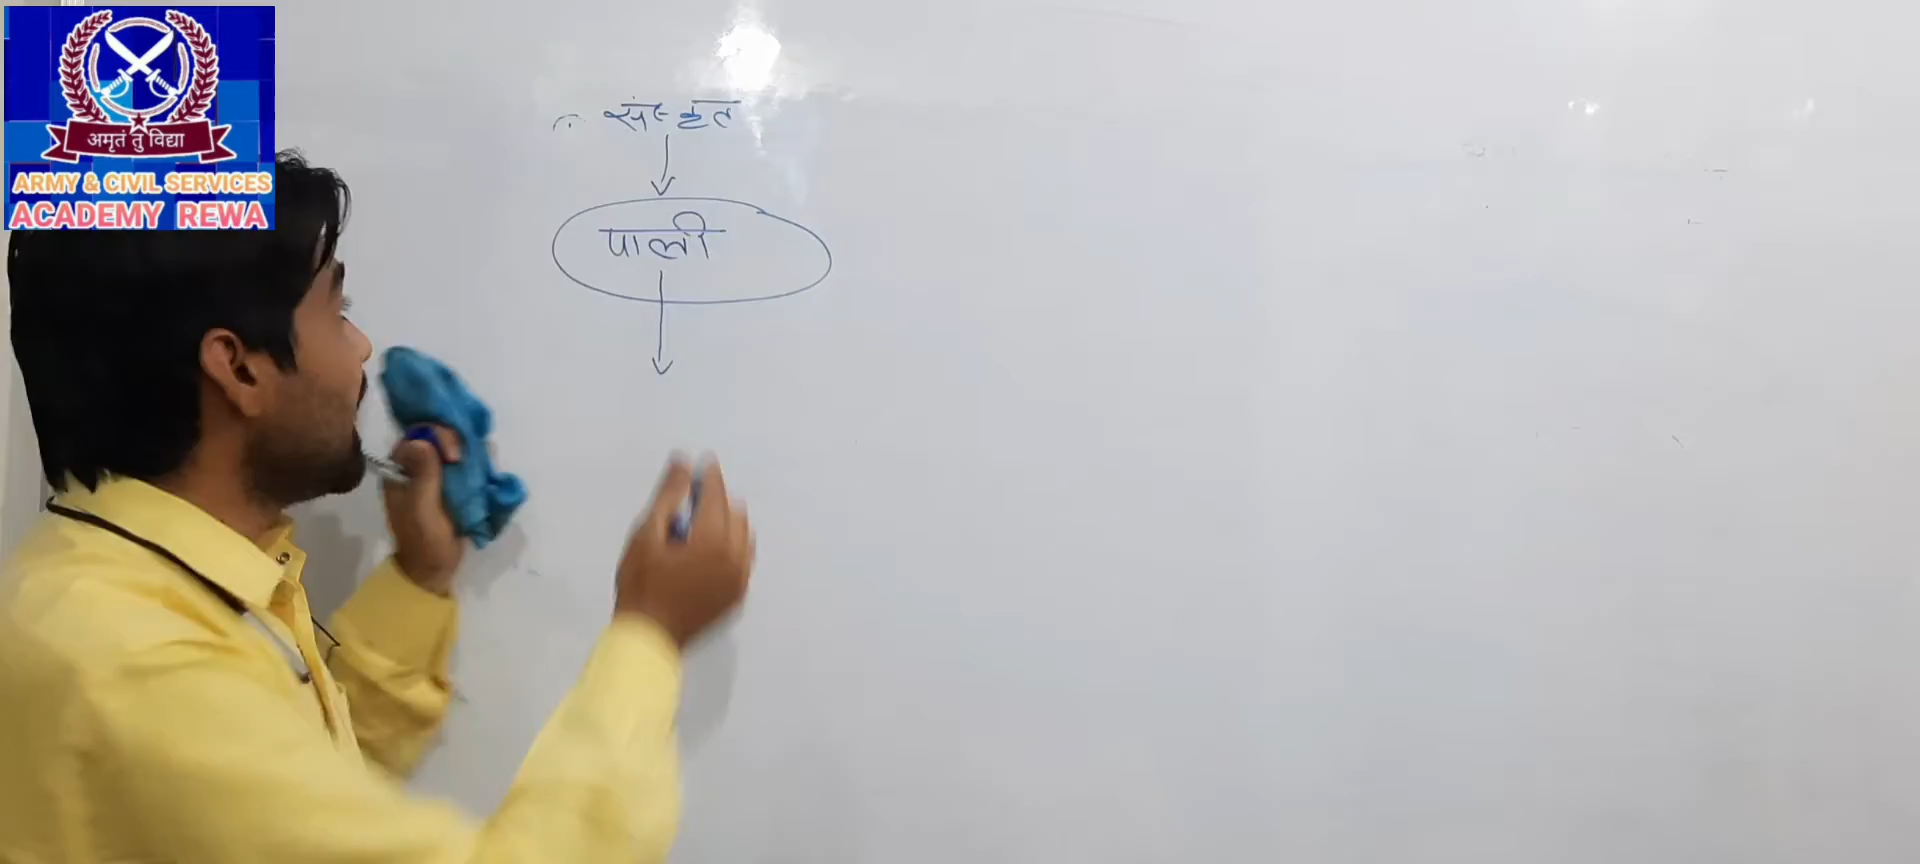 अमृतं तु विद्या
ARMY & CIVIL SERVICES
ACADEMY REWA
संस्कृत
पाली